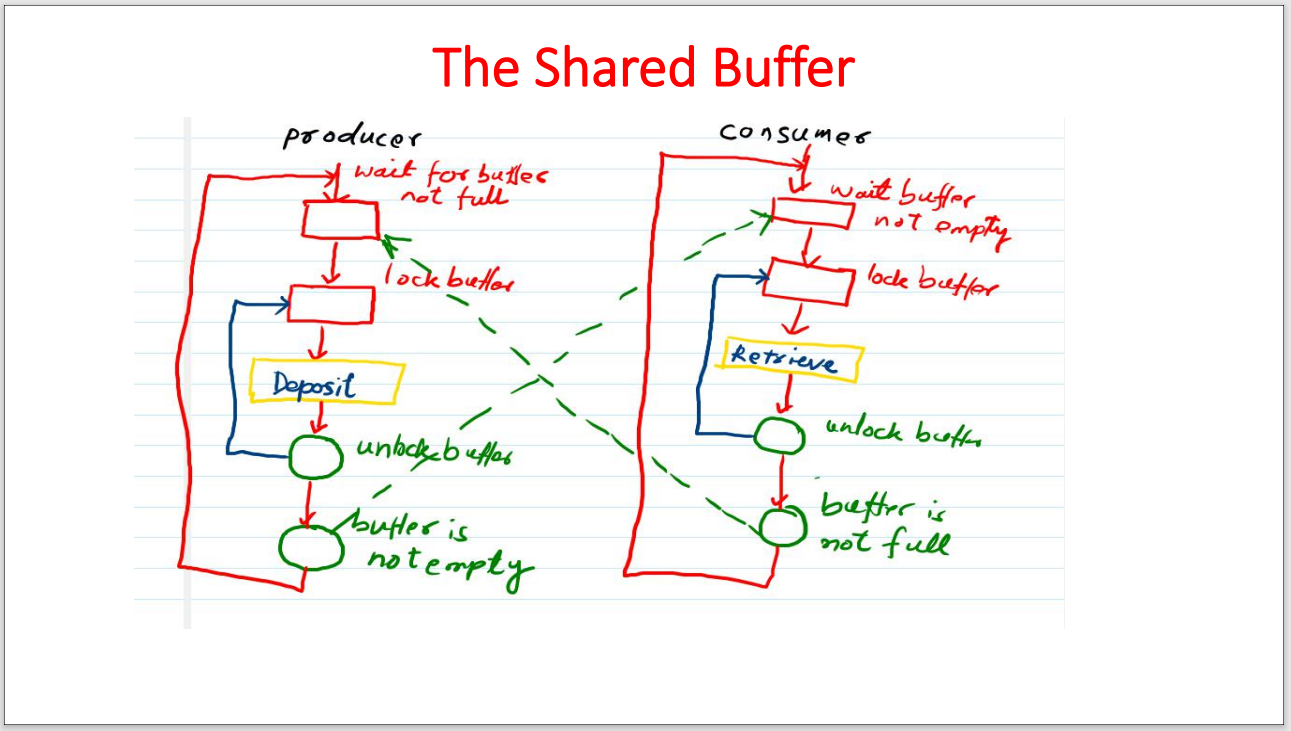 The Shared Buffer
producer
wait for buffer
not full
lock buffer
Deposit
unlock buffer
buffer is
not empty
consumer
wait buffer
not empty
lock buffer
Retrieve
unlock buffer
buffer is
not full